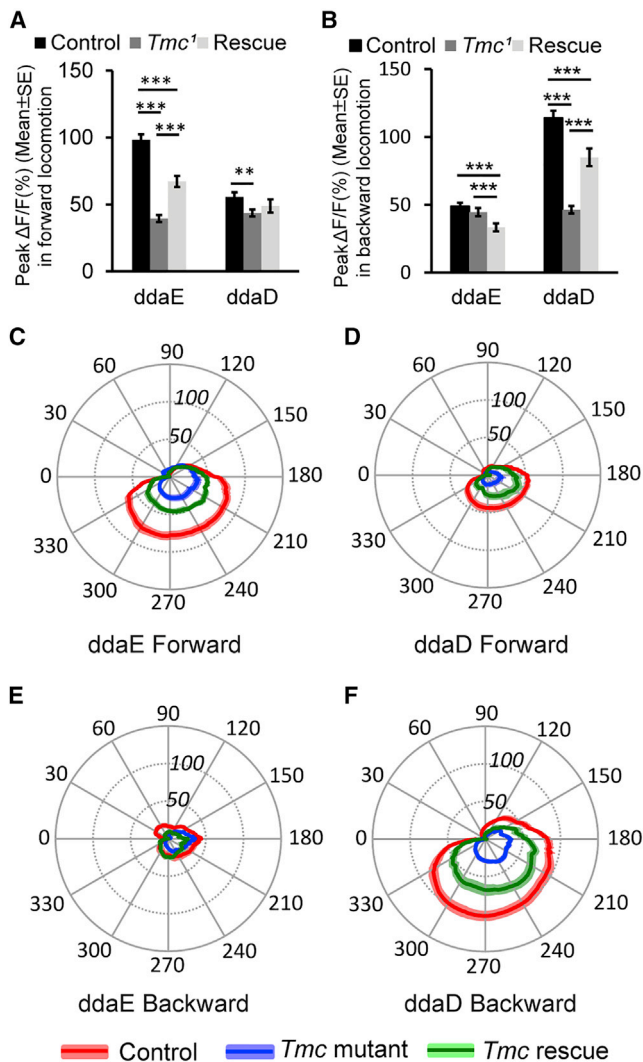 A
Control Tmc¹ Rescue
Peak ΔF/F(%) (Mean±SE)
in forward locomotion
150
100
50
0
***
***
***
**
ddaE ddaD
B
Control Tmc¹ Rescue
Peak ΔF/F(%) (Mean±SE)
in backward locomotion
150
100
50
0
***
***
***
***
***
ddaE ddaD
C
90
60 120
30 150
100
50
0 180
330 210
300 240
270
ddaE Forward
D
90
60 120
30 150
100
50
0 180
330 210
300 240
270
ddaD Forward
E
90
60 120
30 150
100
50
0 180
330 210
300 240
270
ddaE Backward
F
90
60 120
30 150
100
50
0 180
330 210
300 240
270
ddaD Backward
Control Tmc mutant Tmc rescue